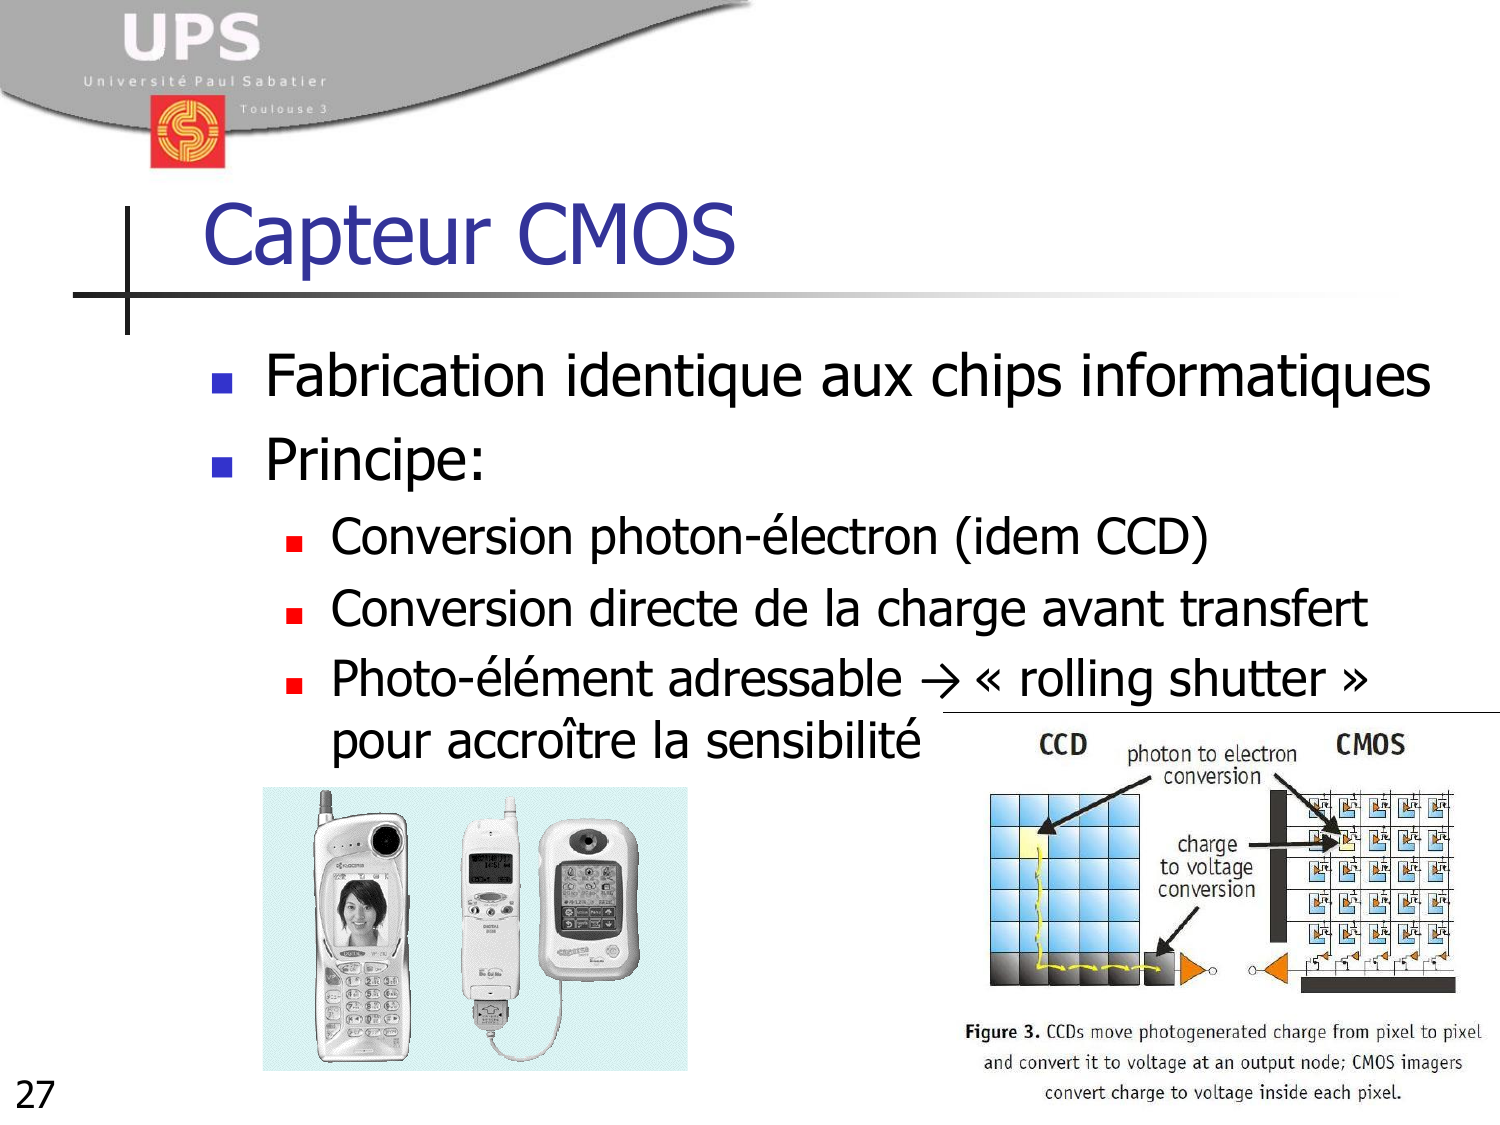 UPS
Université Paul Sabatier
Toulouse 3
Capteur CMOS
Fabrication identique aux chips informatiques
Principe:
Conversion photon-électron (idem CCD)
Conversion directe de la charge avant transfert
Photo-élément adressable → « rolling shutter »
pour accroître la sensibilité
CCD
photon to electron
conversion
CMOS
charge
to voltage
conversion
Figure 3. CCDs move photogenerated charge from pixel to pixel
and convert it to voltage at an output node; CMOS imagers
convert charge to voltage inside each pixel.
27